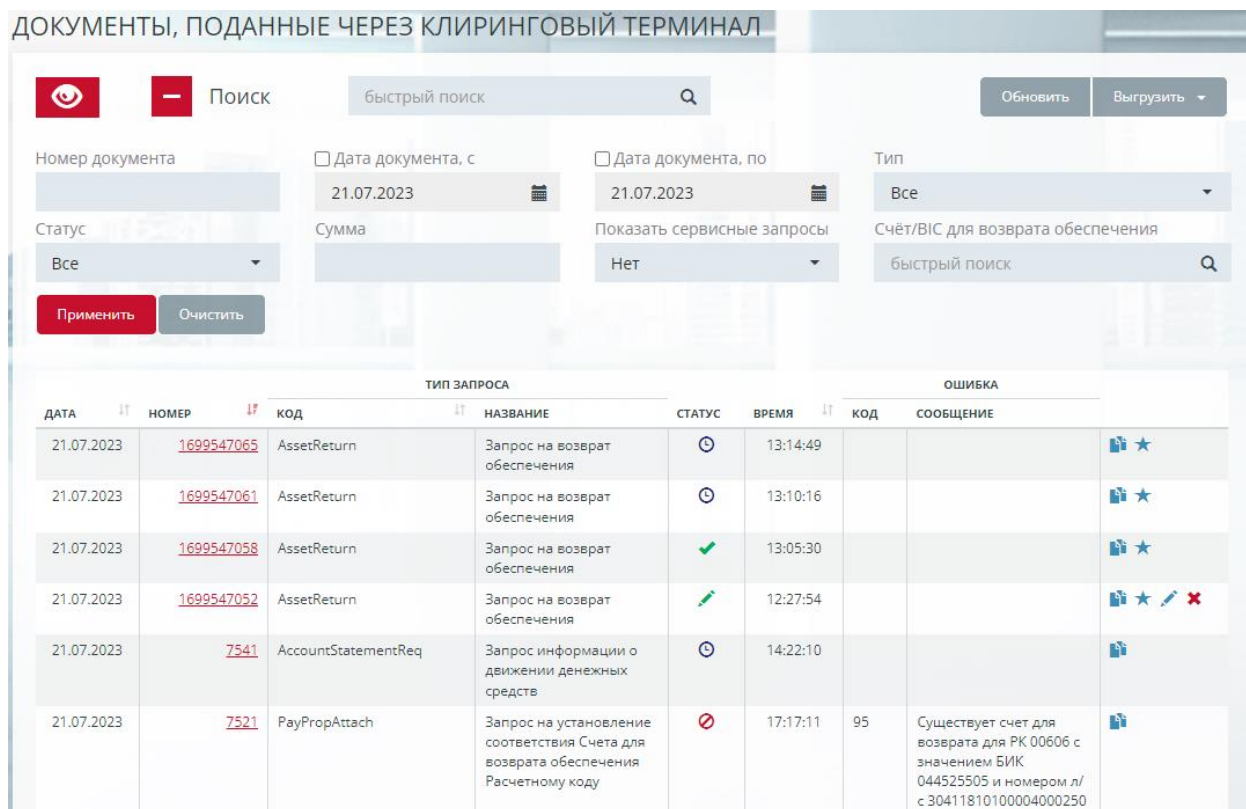 ДОКУМЕНТЫ, ПОДАННЫЕ ЧЕРЕЗ КЛИРИНГОВЫЙ ТЕРМИНАЛ
Поиск быстрый поиск Обновить Выгрузить
Номер документа Дата документа, с Дата документа, по Тип
21.07.2023 21.07.2023 Все
Статус Сумма Показать сервисные запросы Счёт/BIC для возврата обеспечения
Все Нет быстрый поиск
Применить Очистить
ТИП ЗАПРОСА ОШИБКА
ДАТА НОМЕР КОД НАЗВАНИЕ СТАТУС ВРЕМЯ КОД СООБЩЕНИЕ
21.07.2023 1699547065 AssetReturn Запрос на возврат 13:14:49
обеспечения
21.07.2023 1699547061 AssetReturn Запрос на возврат 13:10:16
обеспечения
21.07.2023 1699547058 AssetReturn Запрос на возврат 13:05:30
обеспечения
21.07.2023 1699547052 AssetReturn Запрос на возврат 12:27:54
обеспечения
21.07.2023 7541 AccountStatementReq Запрос информации о 14:22:10
движении денежных
средств
21.07.2023 7521 PayPropAttach Запрос на установление 17:17:11 95 Существует счет для
соответствия Счета для возврата для РК 00606 с
возврата обеспечения значением БИК
Расчетному коду 044525505 и номером л/
с 30411810100004000250